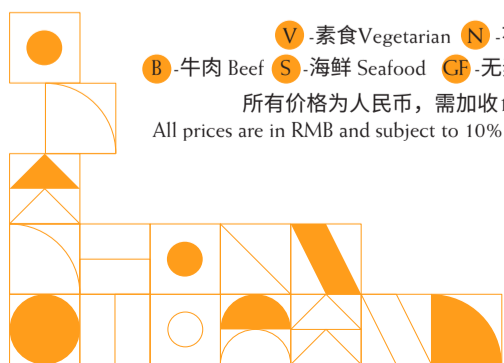 V -素食Vegetarian N
B -牛肉 Beef S -海鲜 Seafood GF -无
所有价格为人民币，需加收
All prices are in RMB and subject to 10%